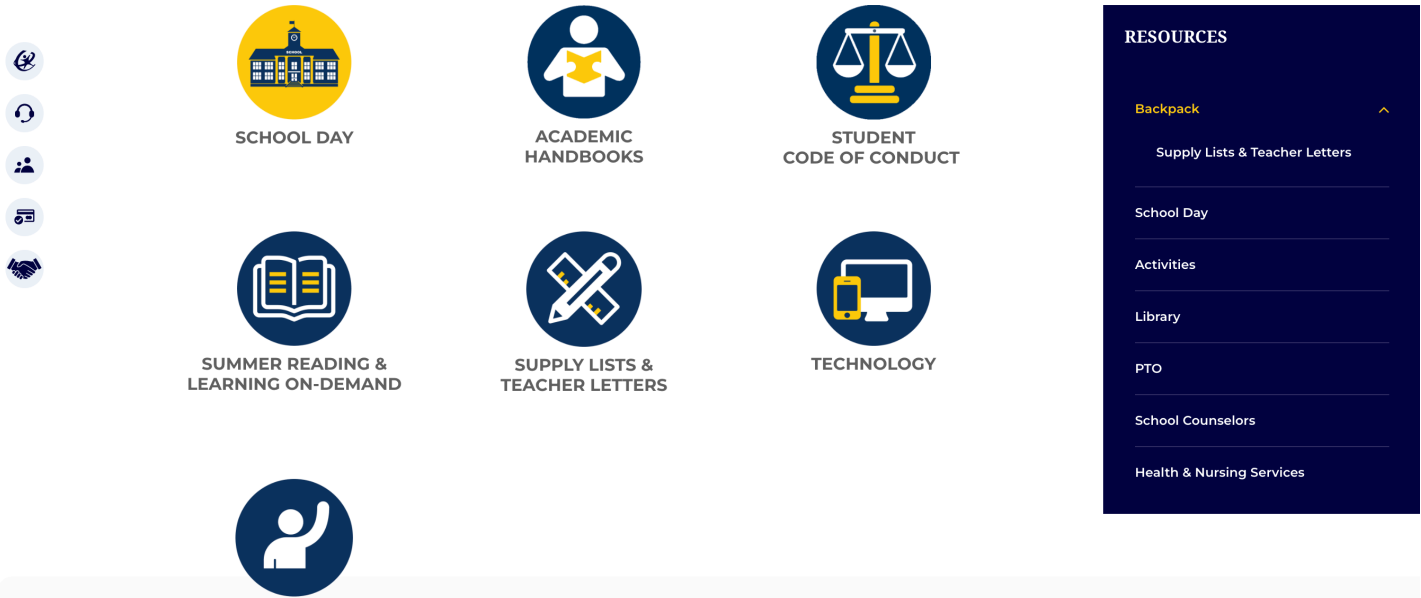 SCHOOL
SCHOOL DAY
ACADEMIC
HANDBOOKS
STUDENT
CODE OF CONDUCT
SUMMER READING &
LEARNING ON-DEMAND
SUPPLY LISTS &
TEACHER LETTERS
TECHNOLOGY
RESOURCES
Backpack
Supply Lists & Teacher Letters
School Day
Activities
Library
PTO
School Counselors
Health & Nursing Services